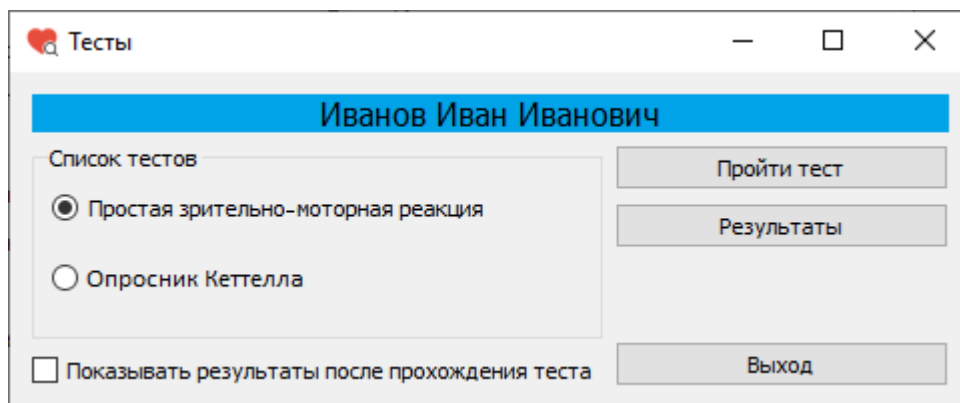 Тесты
Иванов Иван Иванович
Список тестов
Простая зрительно-моторная реакция
Опросник Кеттелла
Показывать результаты после прохождения теста
Пройти тест
Результаты
Выход